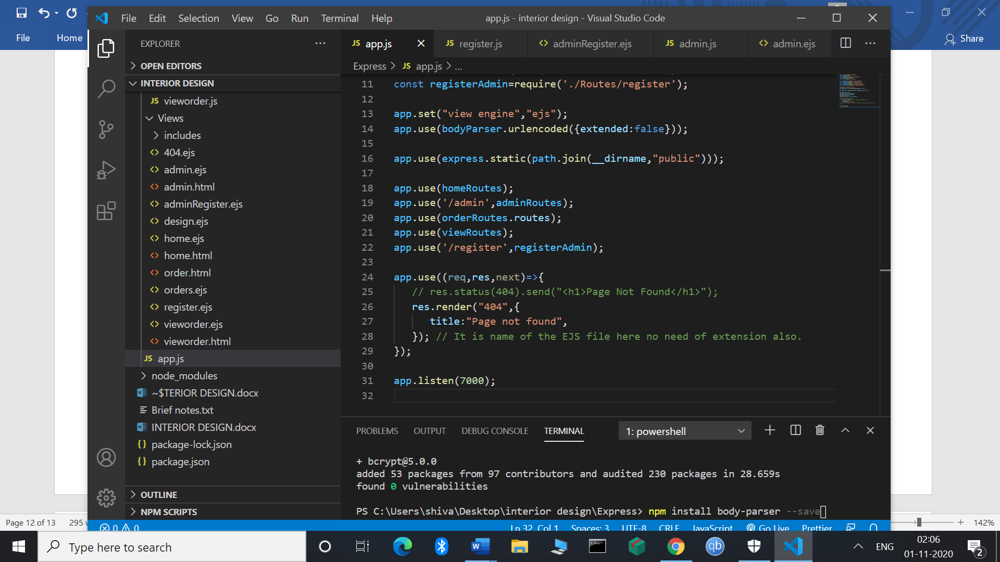 File Edit Selection View Go Run Terminal Help app.js - interior design - Visual Studio Code
File Home Share
EXPLORER ... JS app.js JS register.js <> adminRegister.ejs JS admin.js <> admin.ejs ...
OPEN EDITORS
Express > JS app.js > ...
INTERIOR DESIGN
JS vieworder.js
Views
includes
404.ejs
admin.ejs
admin.html
adminRegister.ejs
design.ejs
home.ejs
home.html
order.html
orders.ejs
register.ejs
vieworder.ejs
vieworder.html
JS app.js
node_modules
~$TERIOR DESIGN.docx
Brief notes.txt
INTERIOR DESIGN.docx
{} package-lock.json
{} package.json
OUTLINE
NPM SCRIPTS
11 const registerAdmin=require('./Routes/register');
12
13 app.set("view engine","ejs");
14 app.use(bodyParser.urlencoded({extended:false}));
15
16 app.use(express.static(path.join(__dirname,"public")));
17
18 app.use(homeRoutes);
19 app.use('/admin',adminRoutes);
20 app.use(orderRoutes.routes);
21 app.use(viewRoutes);
22 app.use('/register',registerAdmin);
23
24 app.use((req,res,next)=>{
25 // res.status(404).send("<h1>Page Not Found</h1>");
26 res.render("404",{
27 title:"Page not found",
28 }); // It is name of the EJS file here no need of extension also.
29 });
30
31 app.listen(7000);
32
PROBLEMS OUTPUT DEBUG CONSOLE TERMINAL 1: powershell
+ bcrypt@5.0.0
added 53 packages from 97 contributors and audited 230 packages in 28.659s
found 0 vulnerabilities
PS C:\Users\shiva\Desktop\interior design\Express> npm install body-parser --save
Page 12 of 13 295 142%
0 0 Ln 32, Col 1 Spaces: 3 UTF-8 CRLF JavaScript Go Live Prettier
Type here to search
ENG 02:06
01-11-2020 2